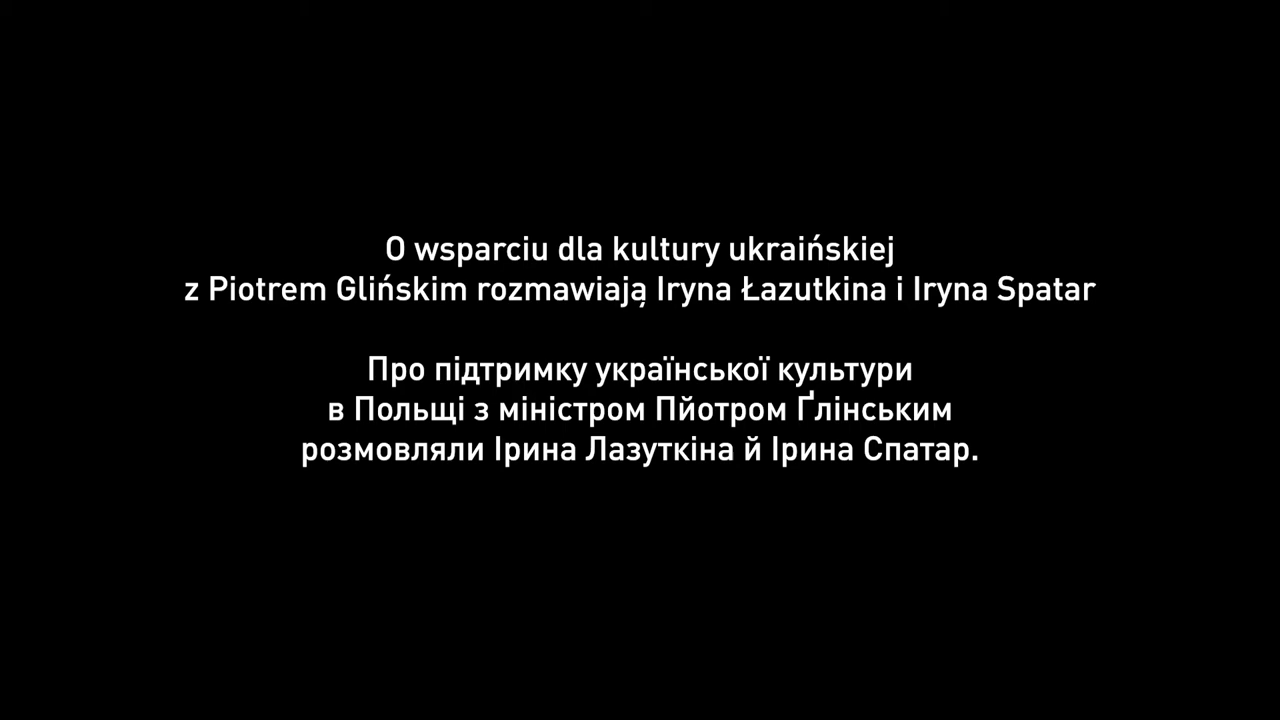 O wsparciu dla kultury ukraińskiej
z Piotrem Glińskim rozmawiają Iryna Łazutkina i Iryna Spatar
Про підтримку української культури
в Польщі з міністром Пйотром Ґлінським
розмовляли Ірина Лазуткіна й Ірина Спатар.